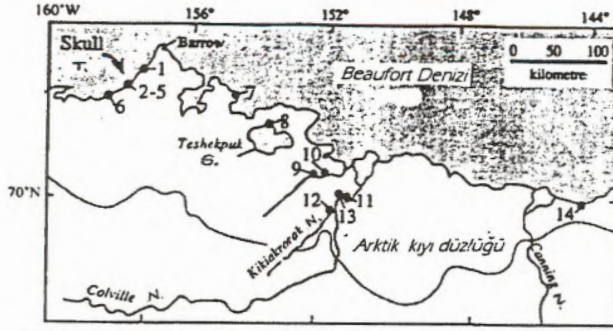 160°W 156° 152° 148° 144°
Skull
T.
Barrow
1
2-5
6
0 50 100
kilometre
Beaufort Denizi
8
Teshekpuk
G.
10
9
70°N
12
13
11
14
Kikiakrorak N.
Arktik kıyı düzlüğü
Canning N.
Colville N.